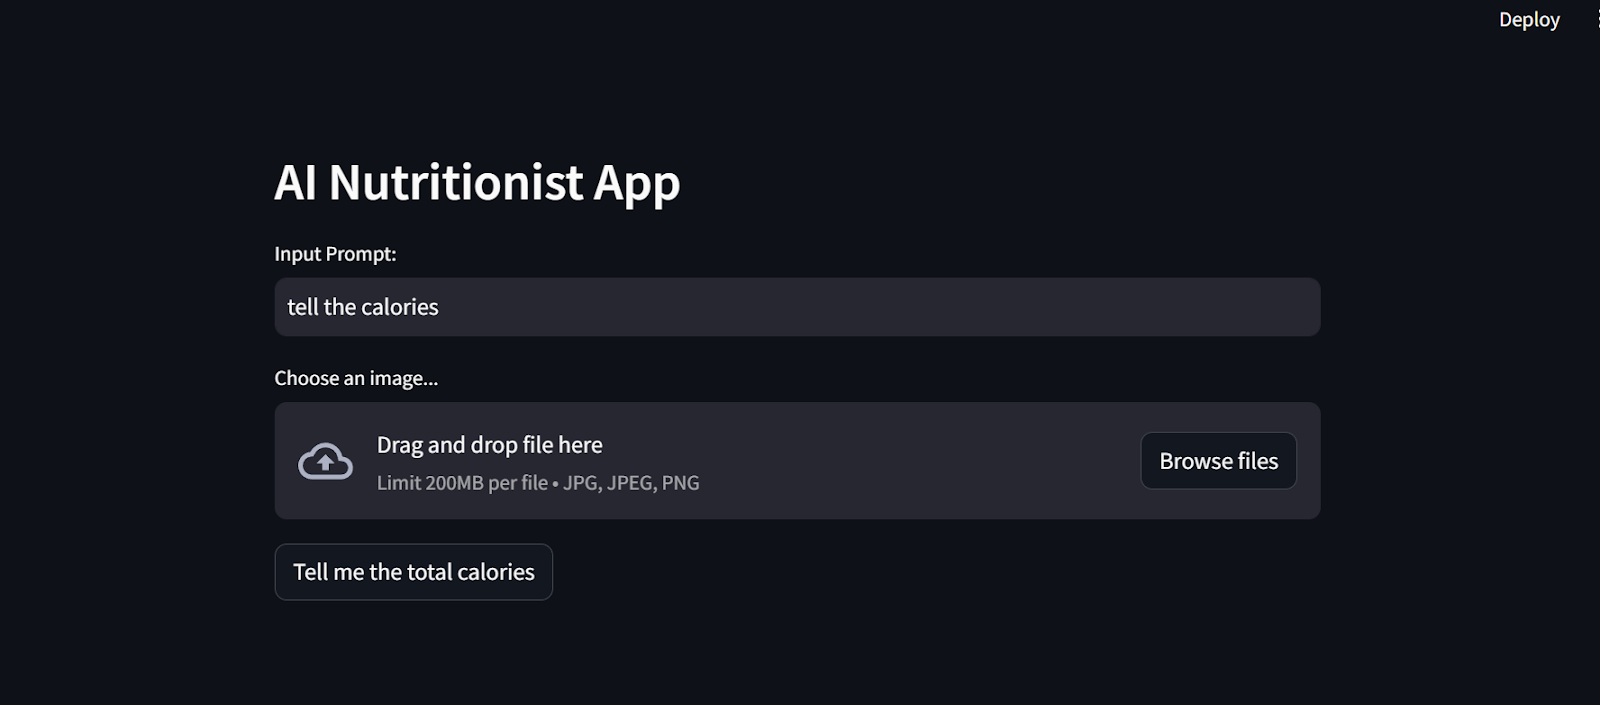 Deploy
AI Nutritionist App
Input Prompt:
tell the calories
Choose an image...
Drag and drop file here
Limit 200MB per file • JPG, JPEG, PNG
Browse files
Tell me the total calories